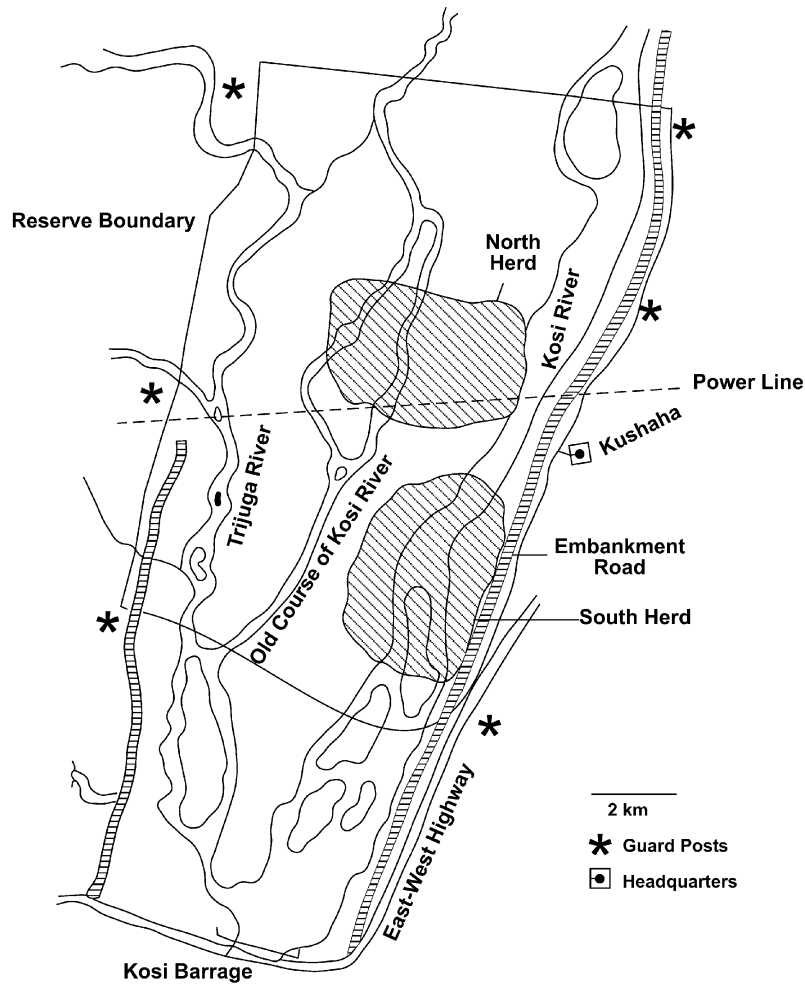 Reserve Boundary
North
Herd
Kosi River
Power Line
Kushaha
Trijuga River
Old Course of Kosi River
Embankment
Road
South Herd
East-West Highway
2 km
Guard Posts
Headquarters
Kosi Barrage